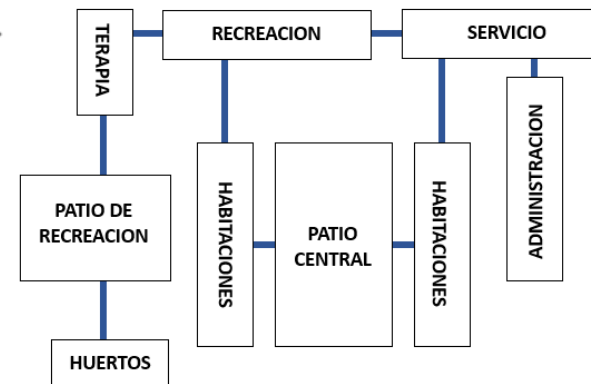 TERAPIA
RECREACION
SERVICIO
PATIO DE
RECREACION
HABITACIONES
PATIO
CENTRAL
HABITACIONES
ADMINISTRACION
HUERTOS